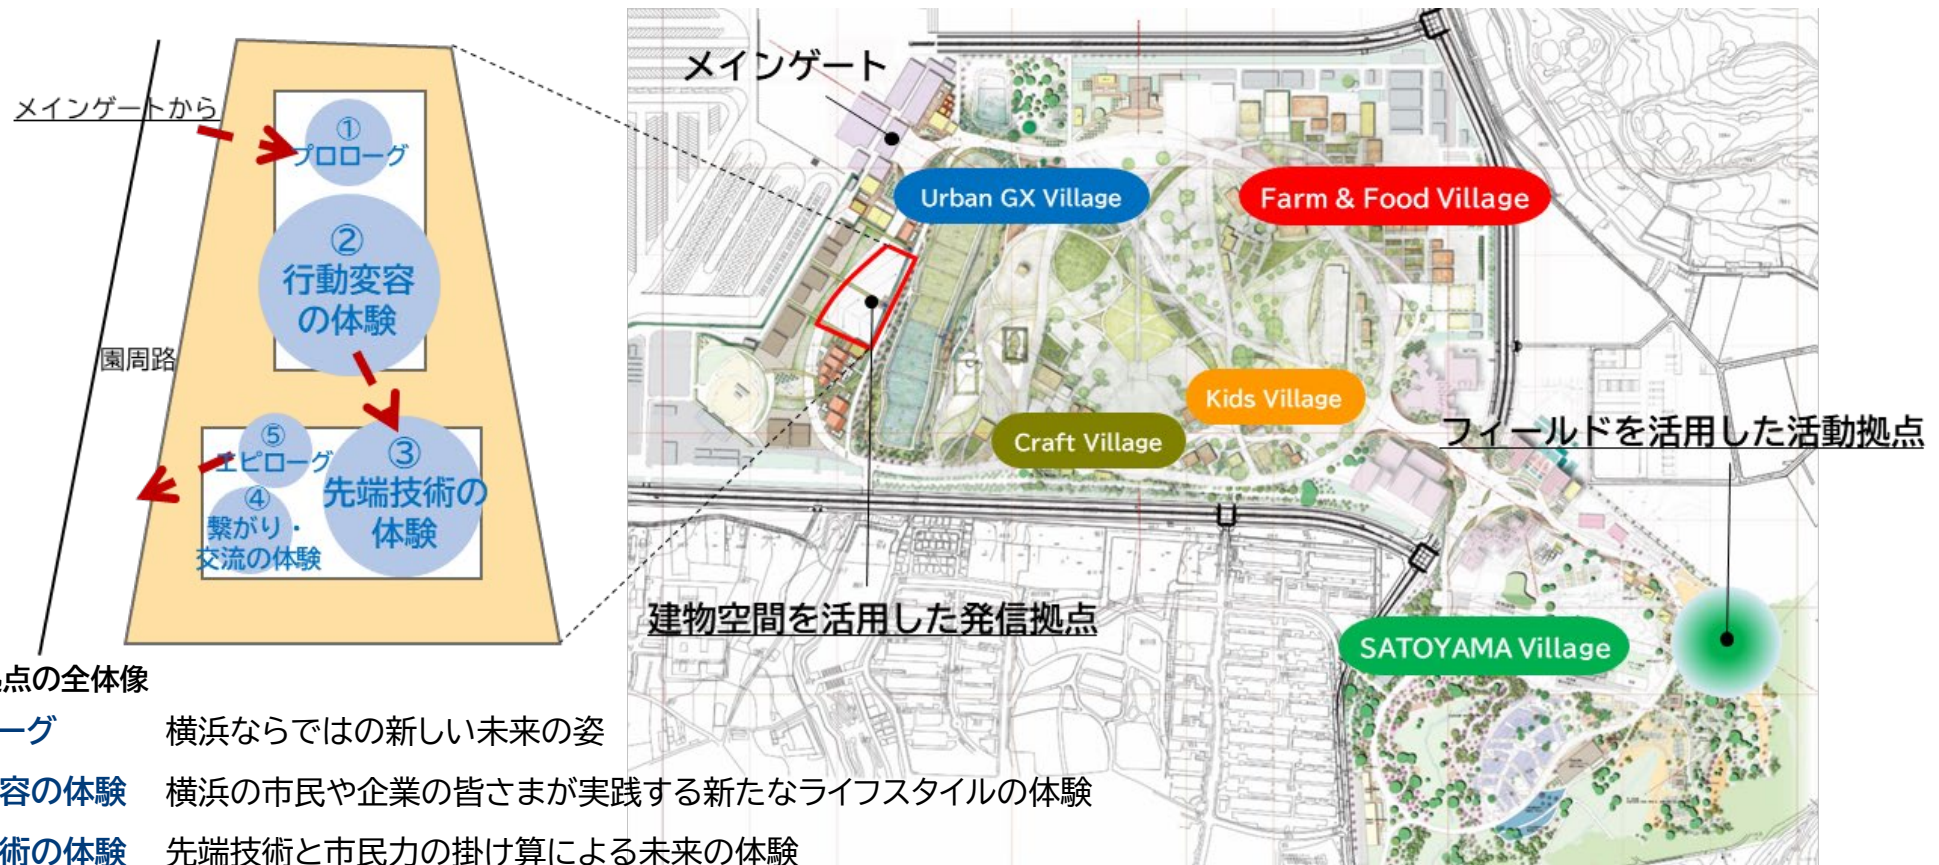 メインゲートから
①
プロローグ
②
行動変容
の体験
園周路
⑤
エピローグ
③
先端技術の
体験
④
繋がり・
交流の体験
メインゲート
Urban GX Village
Farm & Food Village
Kids Village
Craft Village
フィールドを活用した活動拠点
建物空間を活用した発信拠点
SATOYAMA Village
点の全体像
ーグ 横浜ならではの新しい未来の姿
容の体験 横浜の市民や企業の皆さまが実践する新たなライフスタイルの体験
術の体験 先端技術と市民力の掛け算による未来の体験